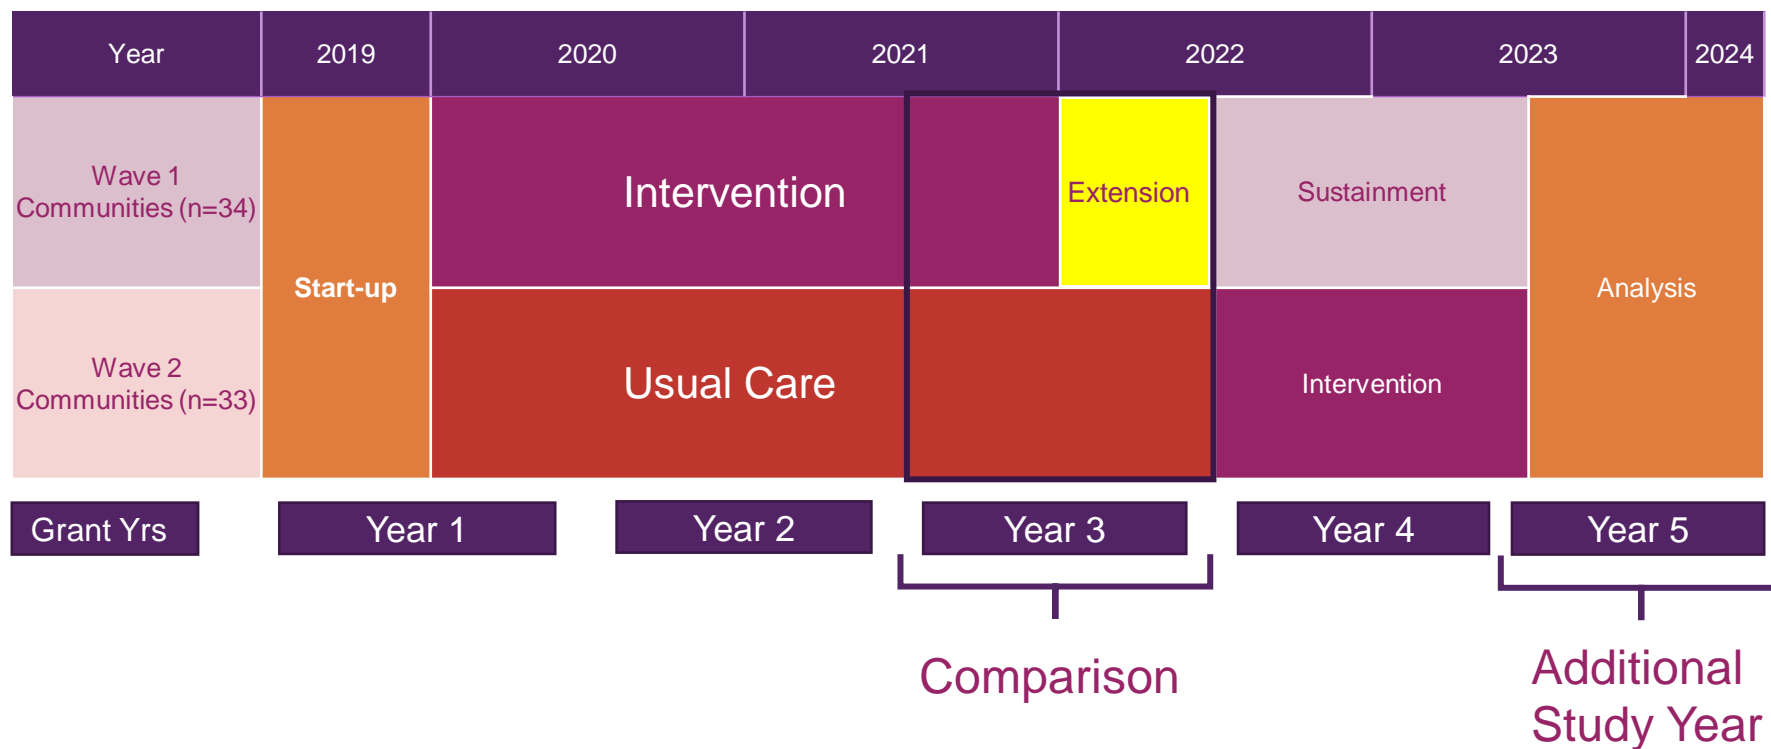 Year
2019
2020
2021
2022
2023
2024
Wave 1
Communities (n=34)
Start-up
Intervention
Extension
Sustainment
Analysis
Wave 2
Communities (n=33)
Usual Care
Intervention
Grant Yrs
Year 1
Year 2
Year 3
Year 4
Year 5
Comparison
Additional
Study Year